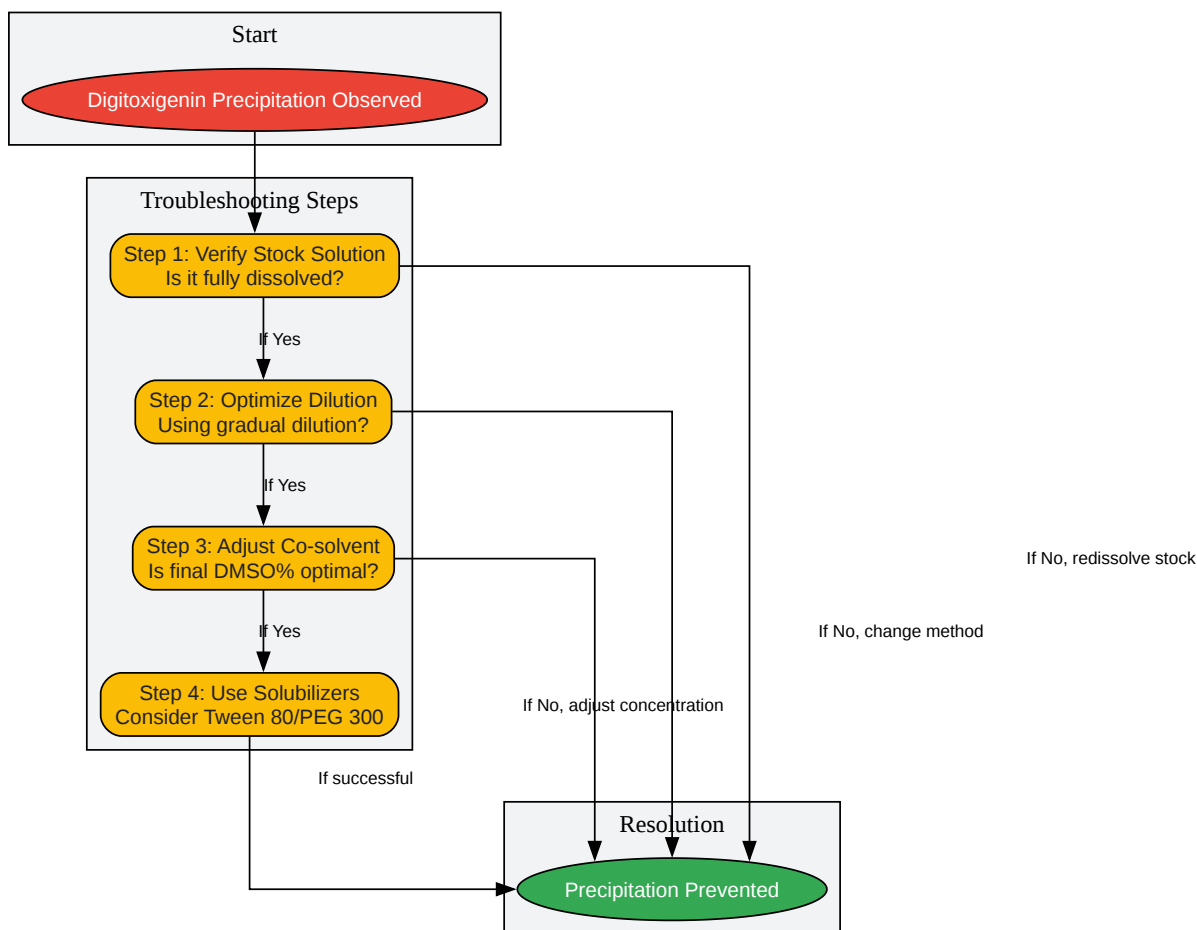 Start
Digitoxigenin Precipitation Observed
Troubleshooting Steps
Step 1: Verify Stock Solution
Is it fully dissolved?
If Yes
Step 2: Optimize Dilution
Using gradual dilution?
If Yes
Step 3: Adjust Co-solvent
Is final DMSO% optimal?
If No, redissolve stock
If Yes
If No, change method
Step 4: Use Solubilizers
Consider Tween 80/PEG 300
If No, adjust concentration
If successful
Resolution
Precipitation Prevented